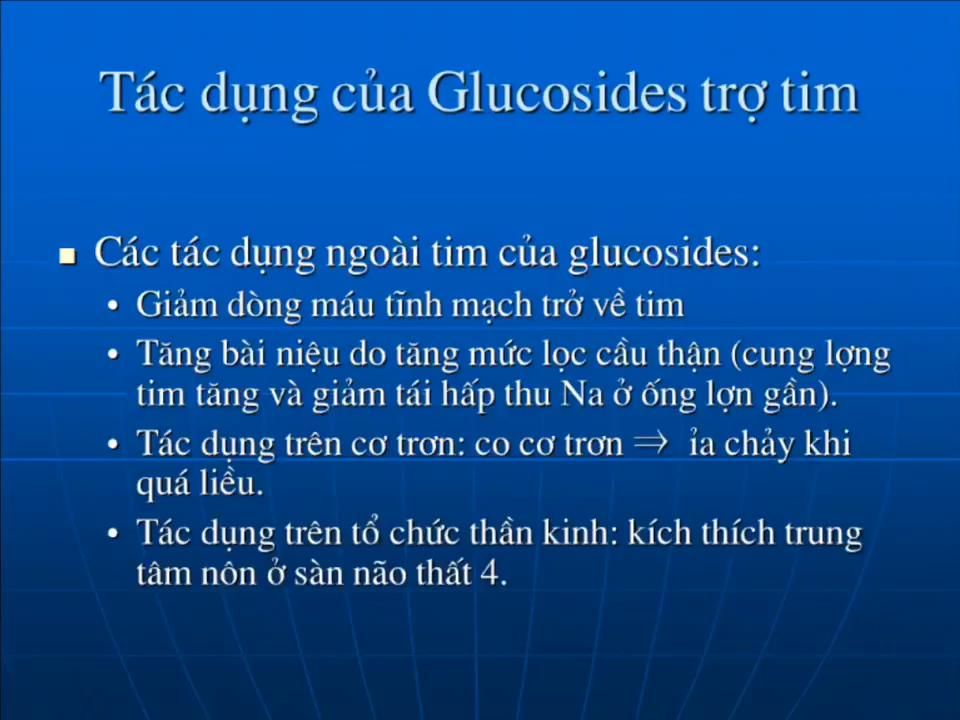 Tác dụng của Glucosides trợ tim
Các tác dụng ngoài tim của glucosides:
• Giảm dòng máu tĩnh mạch trở về tim
• Tăng bài niệu do tăng mức lọc cầu thận (cung lợng
tim tăng và giảm tái hấp thu Na ở ống lợn gần).
• Tác dụng trên cơ trơn: co cơ trơn ⇒ ỉa chảy khi
quá liều.
• Tác dụng trên tổ chức thần kinh: kích thích trung
tâm nôn ở sàn não thất 4.